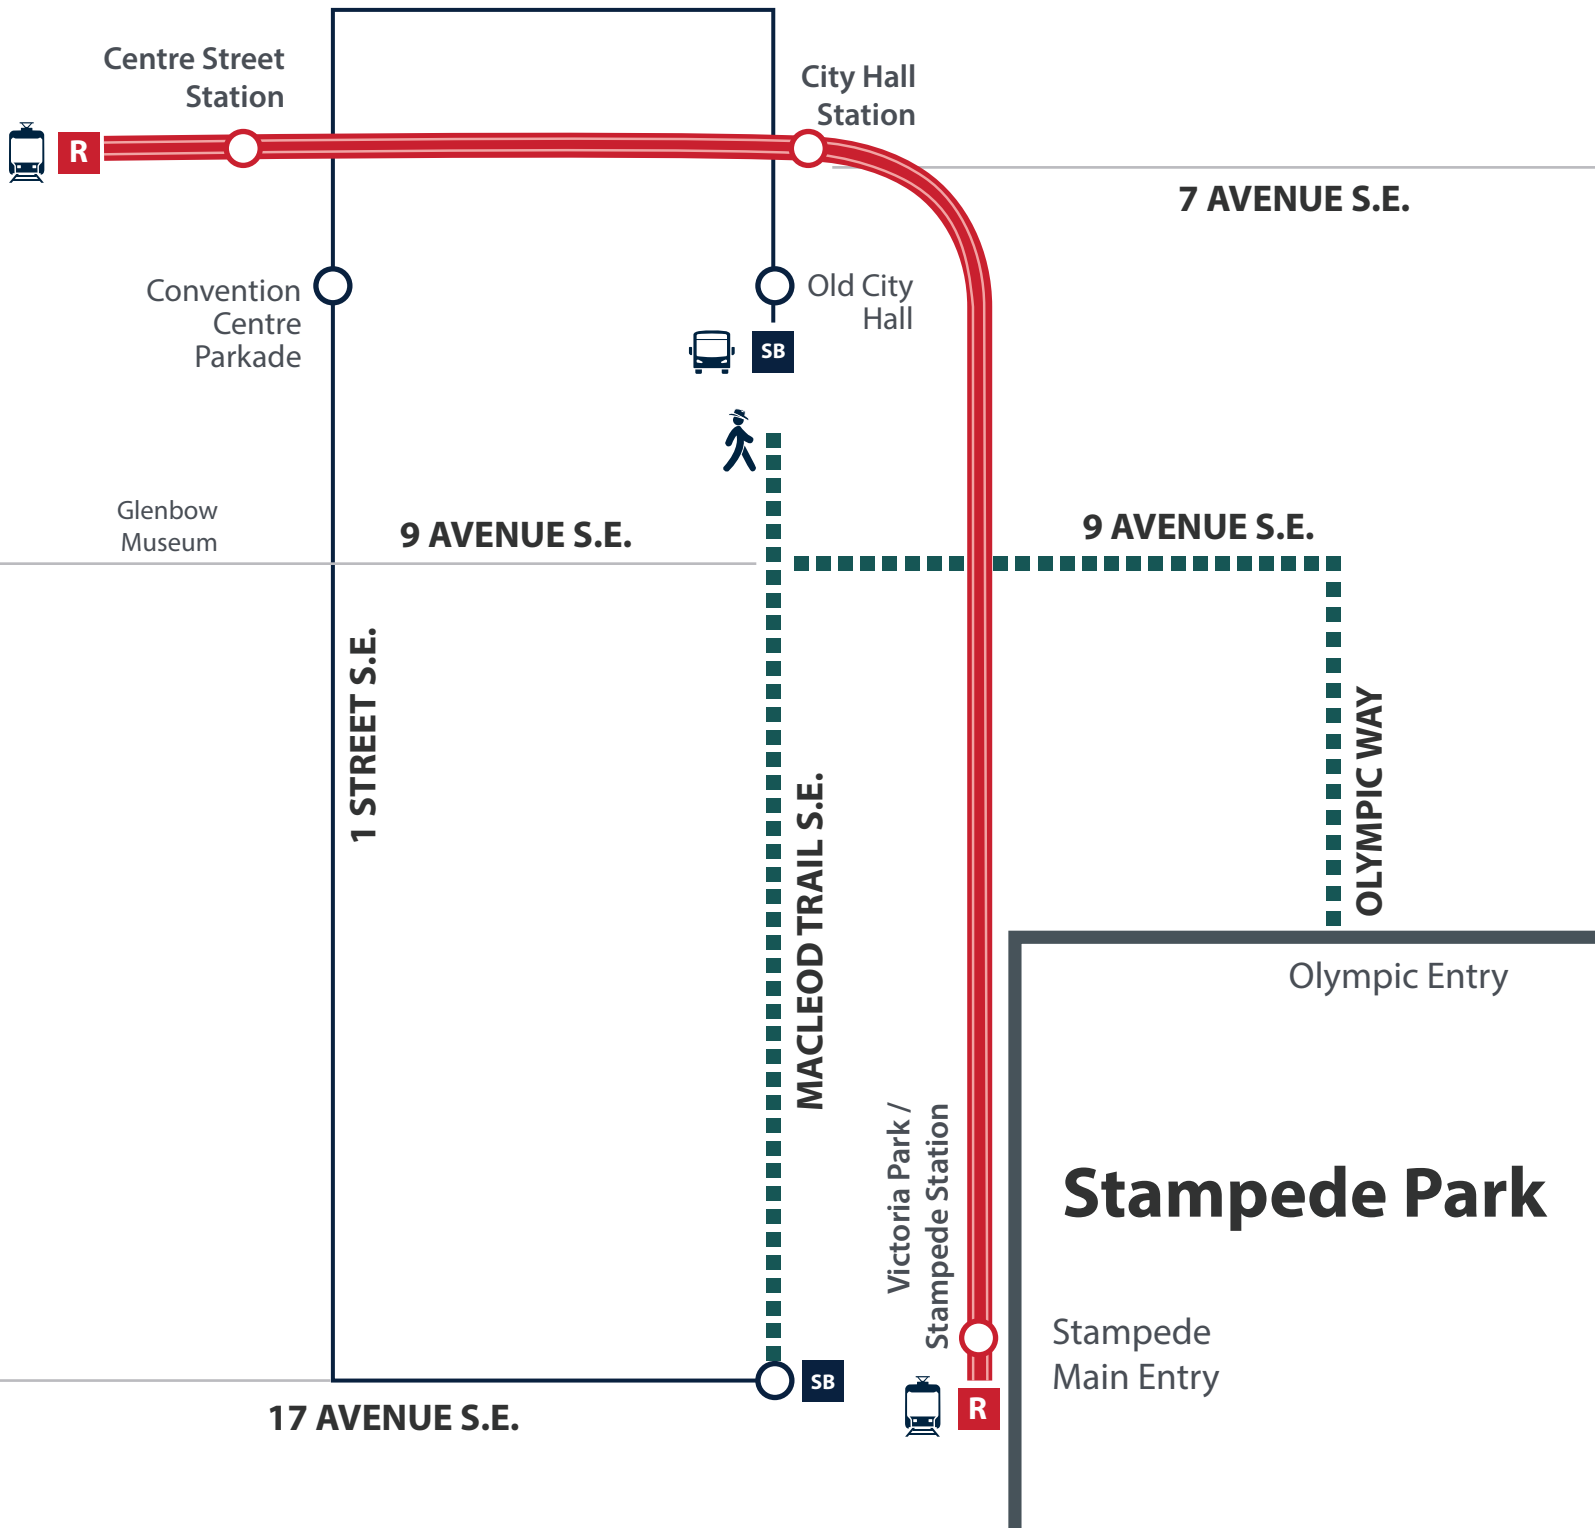 Centre Street
Station
City Hall
Station
R
7 AVENUE S.E.
Convention
Centre
Parkade
Old City
Hall
SB
Glenbow
Museum
9 AVENUE S.E.
9 AVENUE S.E.
1 STREET S.E.
MACLEOD TRAIL S.E.
OLYMPIC WAY
Olympic Entry
Victoria Park /
Stampede Station
Stampede Park
Stampede
Main Entry
SB
R
17 AVENUE S.E.